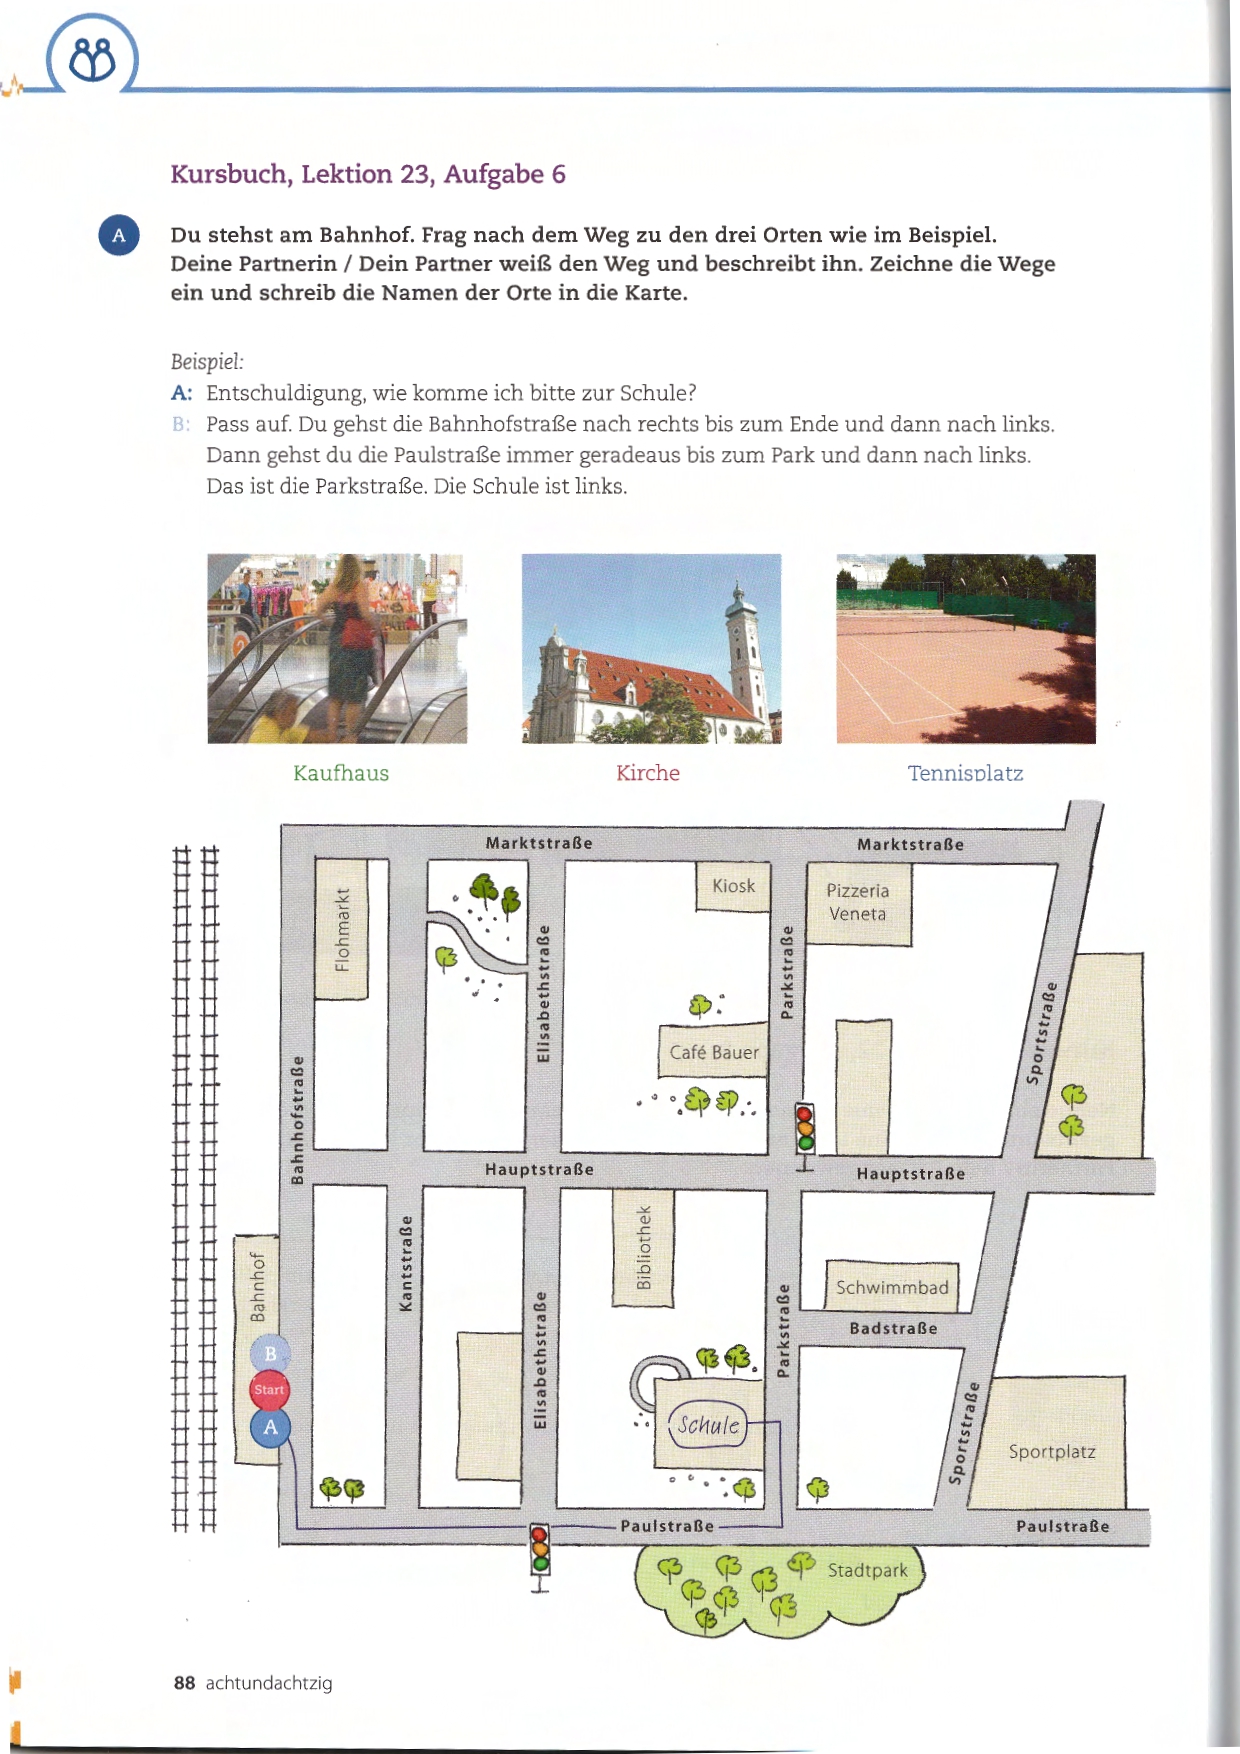 Kursbuch, Lektion 23, Aufgabe 6
A
Du stehst am Bahnhof. Frag nach dem Weg zu den drei Orten wie im Beispiel.
Deine Partnerin / Dein Partner weiß den Weg und beschreibt ihn. Zeichne die Wege
ein und schreib die Namen der Orte in die Karte.
Beispiel:
A: Entschuldigung, wie komme ich bitte zur Schule?
B: Pass auf. Du gehst die Bahnhofstraße nach rechts bis zum Ende und dann nach links.
Dann gehst du die Paulstraße immer geradeaus bis zum Park und dann nach links.
Das ist die Parkstraße. Die Schule ist links.
Kaufhaus
Kirche
Tennisplatz
Marktstraße
Marktstraße
Flohmarkt
Kiosk
Pizzeria
Veneta
Elisabethstraße
Parkstraße
Sportstraße
Café Bauer
Bahnhofstraße
Hauptstraße
Hauptstraße
Bahnhof
Kantstraße
Bibliothek
Schwimmbad
Badstraße
Elisabethstraße
Parkstraße
B
Start
A
Schule
Sportstraße
Sportplatz
Paulstraße
Paulstraße
Stadtpark
88 achtundachtzig